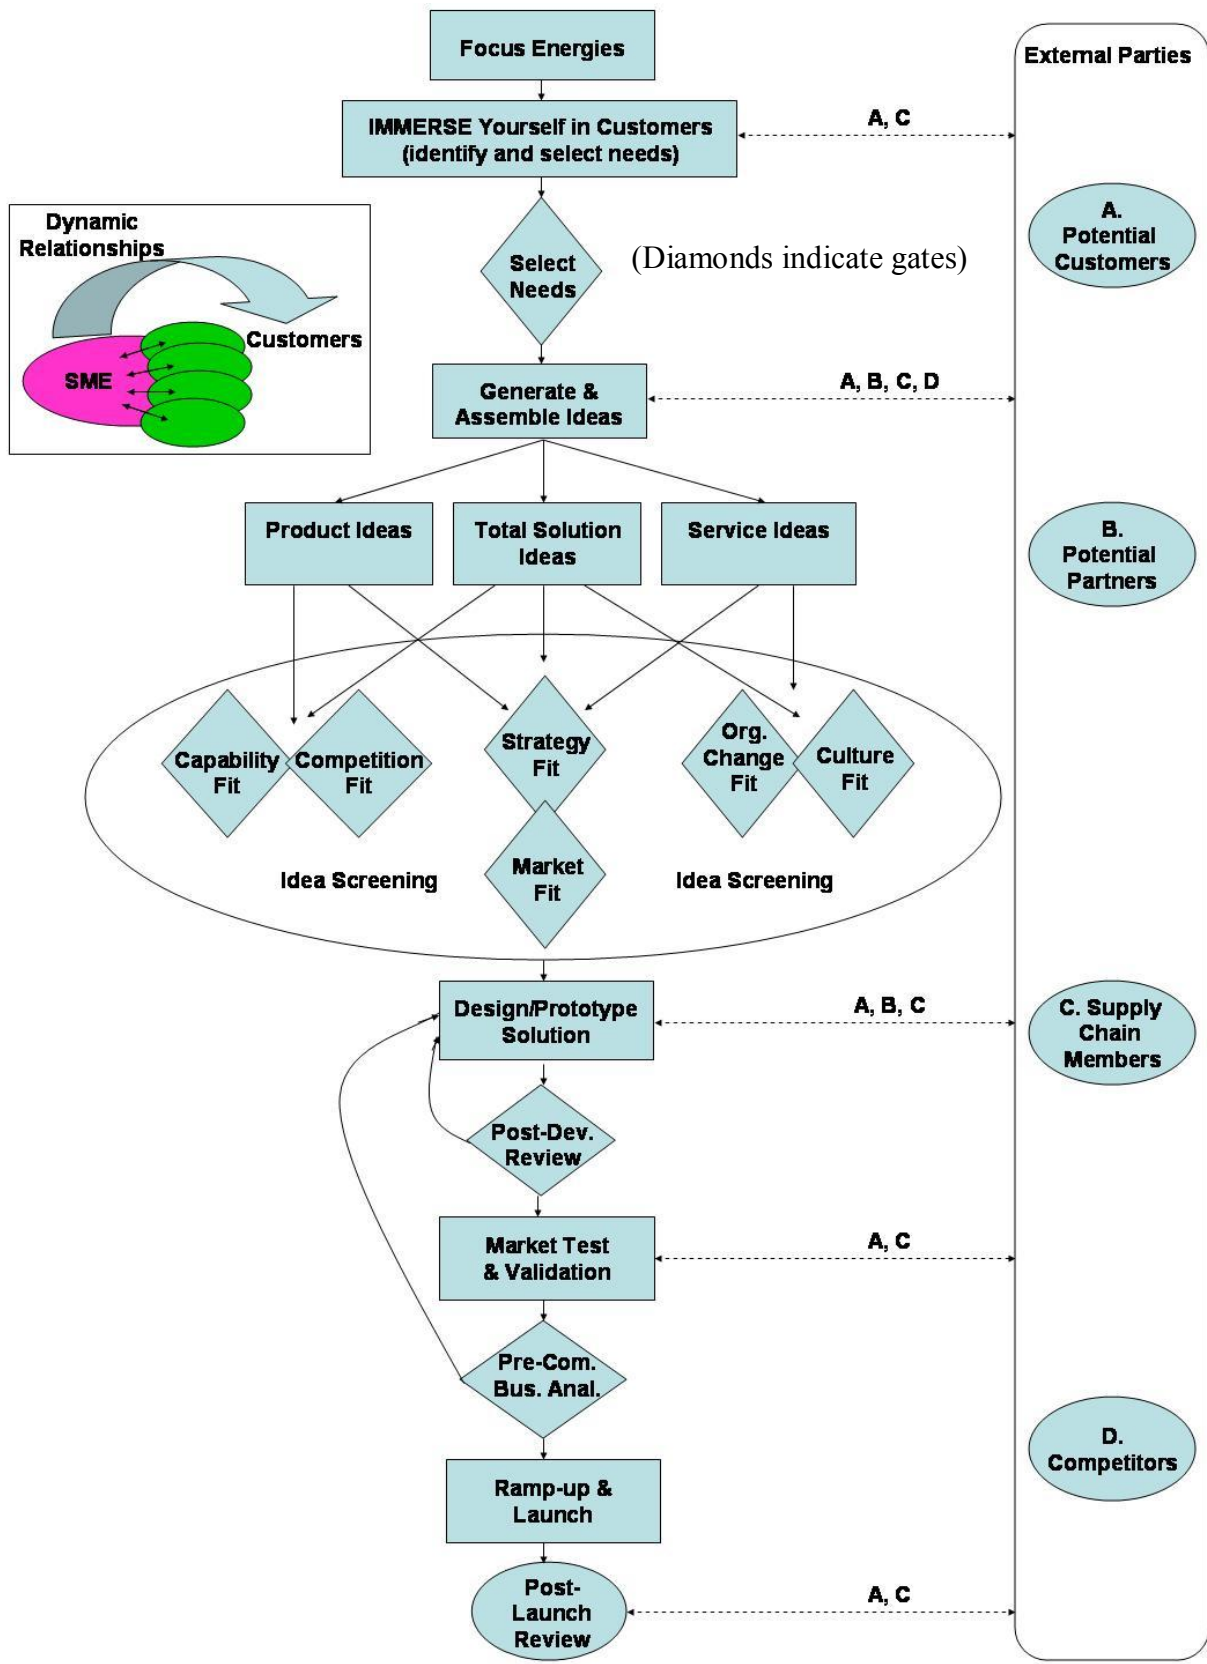 Focus Energies
External Parties
IMMERSE Yourself in Customers
(identify and select needs)
A, C
Dynamic
Relationships
Customers
SME
Select
Needs
(Diamonds indicate gates)
A.
Potential
Customers
Generate &
Assemble Ideas
A, B, C, D
Product Ideas
Total Solution
Ideas
Service Ideas
B.
Potential
Partners
Capability
Fit
Competition
Fit
Strategy
Fit
Org.
Change
Fit
Culture
Fit
Idea Screening
Market
Fit
Idea Screening
Design/Prototype
Solution
A, B, C
C. Supply
Chain
Members
Post-Dev.
Review
Market Test
& Validation
A, C
Pre-Com.
Bus. Anal.
D.
Competitors
Ramp-up &
Launch
Post-
Launch
Review
A, C